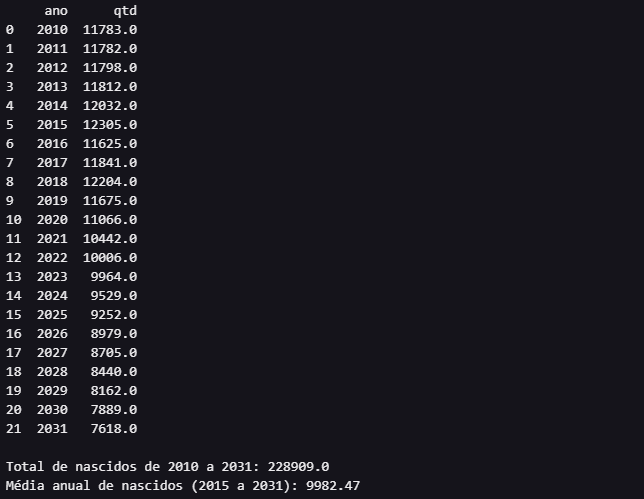 ano qtd
0 2010 11783.0
1 2011 11782.0
2 2012 11798.0
3 2013 11812.0
4 2014 12032.0
5 2015 12305.0
6 2016 11625.0
7 2017 11841.0
8 2018 12204.0
9 2019 11675.0
10 2020 11066.0
11 2021 10442.0
12 2022 10006.0
13 2023 9964.0
14 2024 9529.0
15 2025 9252.0
16 2026 8979.0
17 2027 8705.0
18 2028 8440.0
19 2029 8162.0
20 2030 7889.0
21 2031 7618.0
Total de nascidos de 2010 a 2031: 228909.0
Média anual de nascidos (2015 a 2031): 9982.47